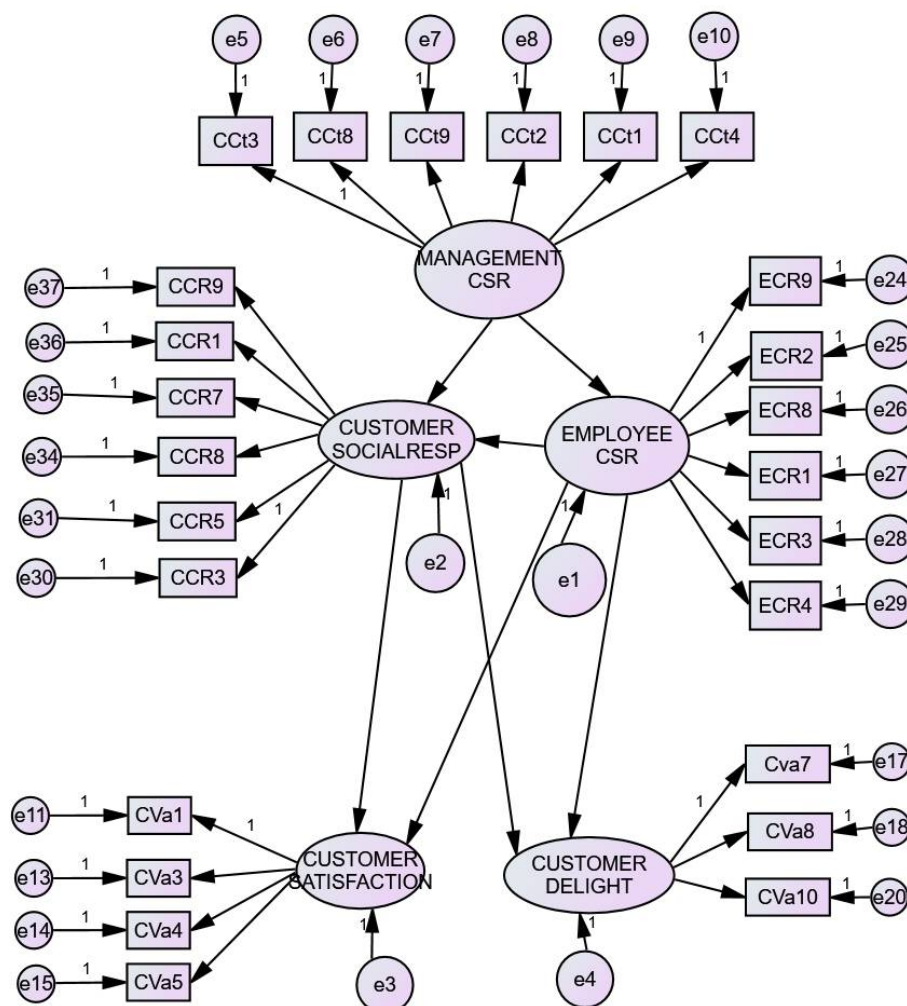 e5 e6 e7 e8 e9 e10
1 1 1 1 1 1
CCt3 CCt8 CCt9 CCt2 CCt1 CCt4
1
MANAGEMENT
CSR
e37 1 CCR9
e36 1 CCR1
e35 1 CCR7
e34 1 CCR8
e31 1 CCR5
e30 1 CCR3
1
CUSTOMER
SOCIALRESP
1
e2
EMPLOYEE
CSR
1
e1
1
ECR9 1 e24
ECR2 1 e25
ECR8 1 e26
ECR1 1 e27
ECR3 1 e28
ECR4 1 e29
e11 1 CVa1 1
e13 1 CVa3
e14 1 CVa4
e15 1 CVa5
CUSTOMER
SATISFACTION
1
e3
CUSTOMER
DELIGHT
1
e4
1
Cva7 1 e17
CVa8 1 e18
CVa10 1 e20